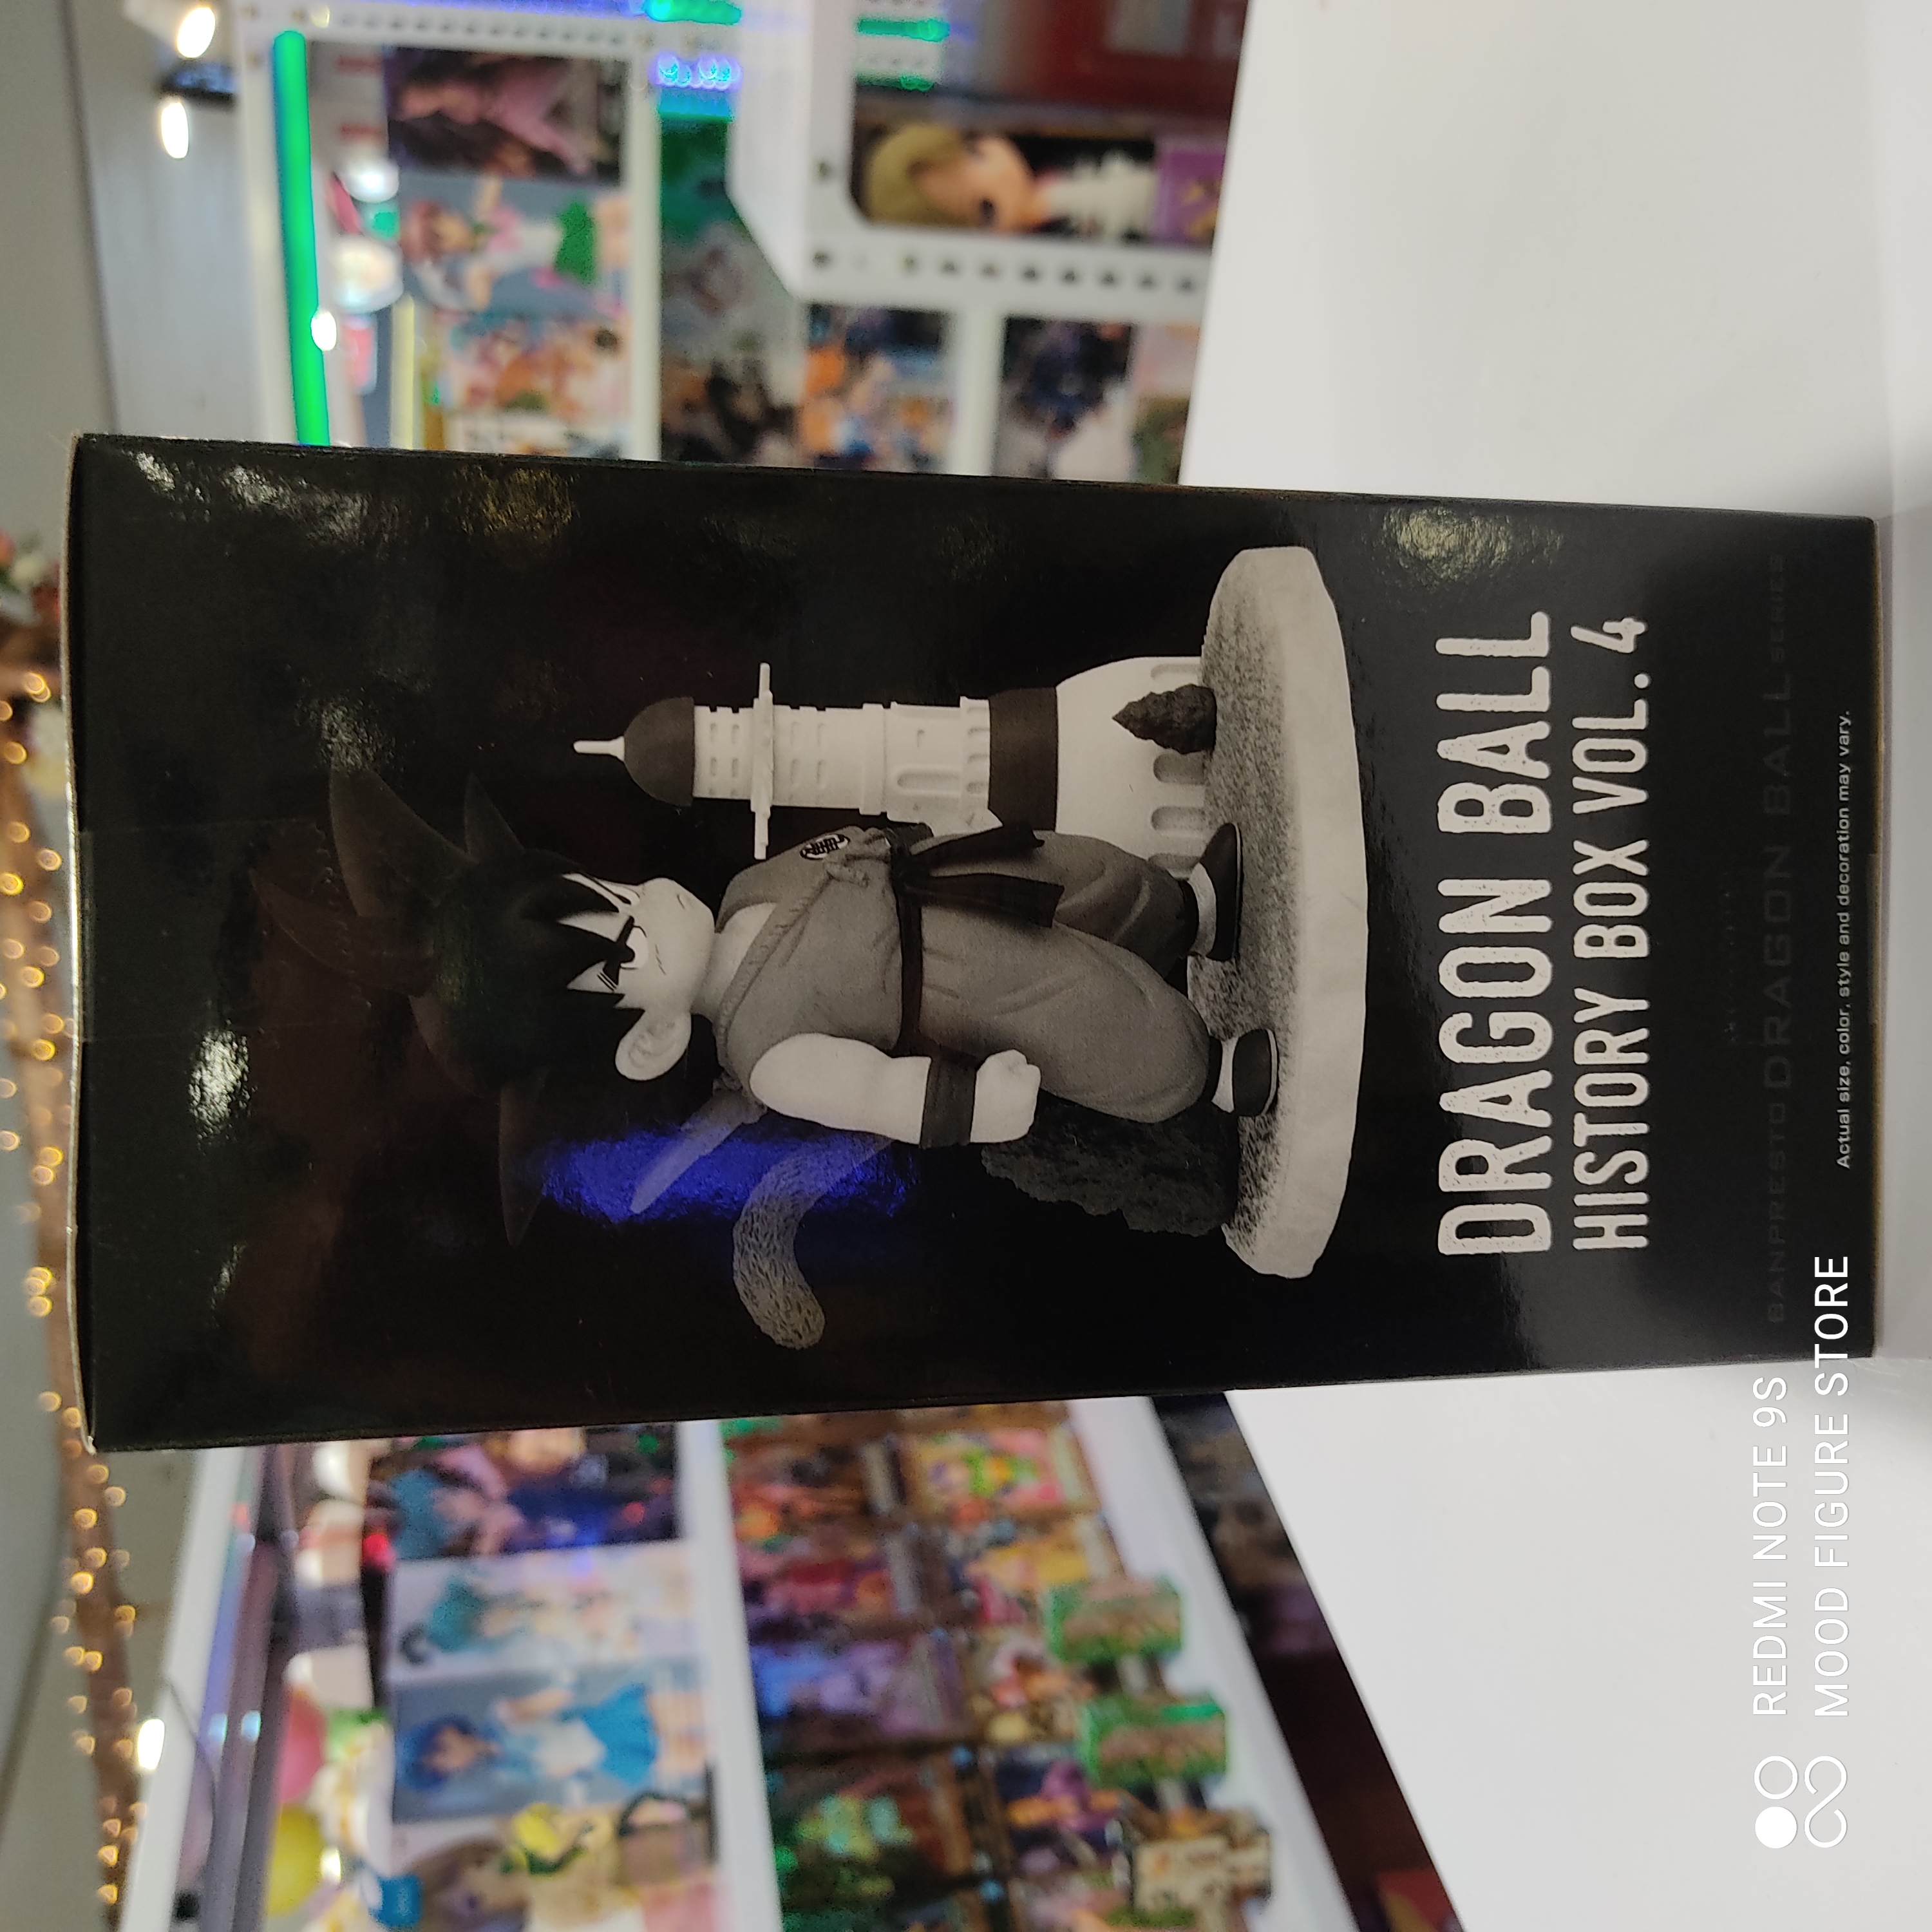 DRAGON BALL
HISTORY BOX VOL. 4
BANPRESTO DRAGON BALL SERIES
Actual size, color, style and decoration may vary.
REDMI NOTE 9S
MOOD FIGURE STORE